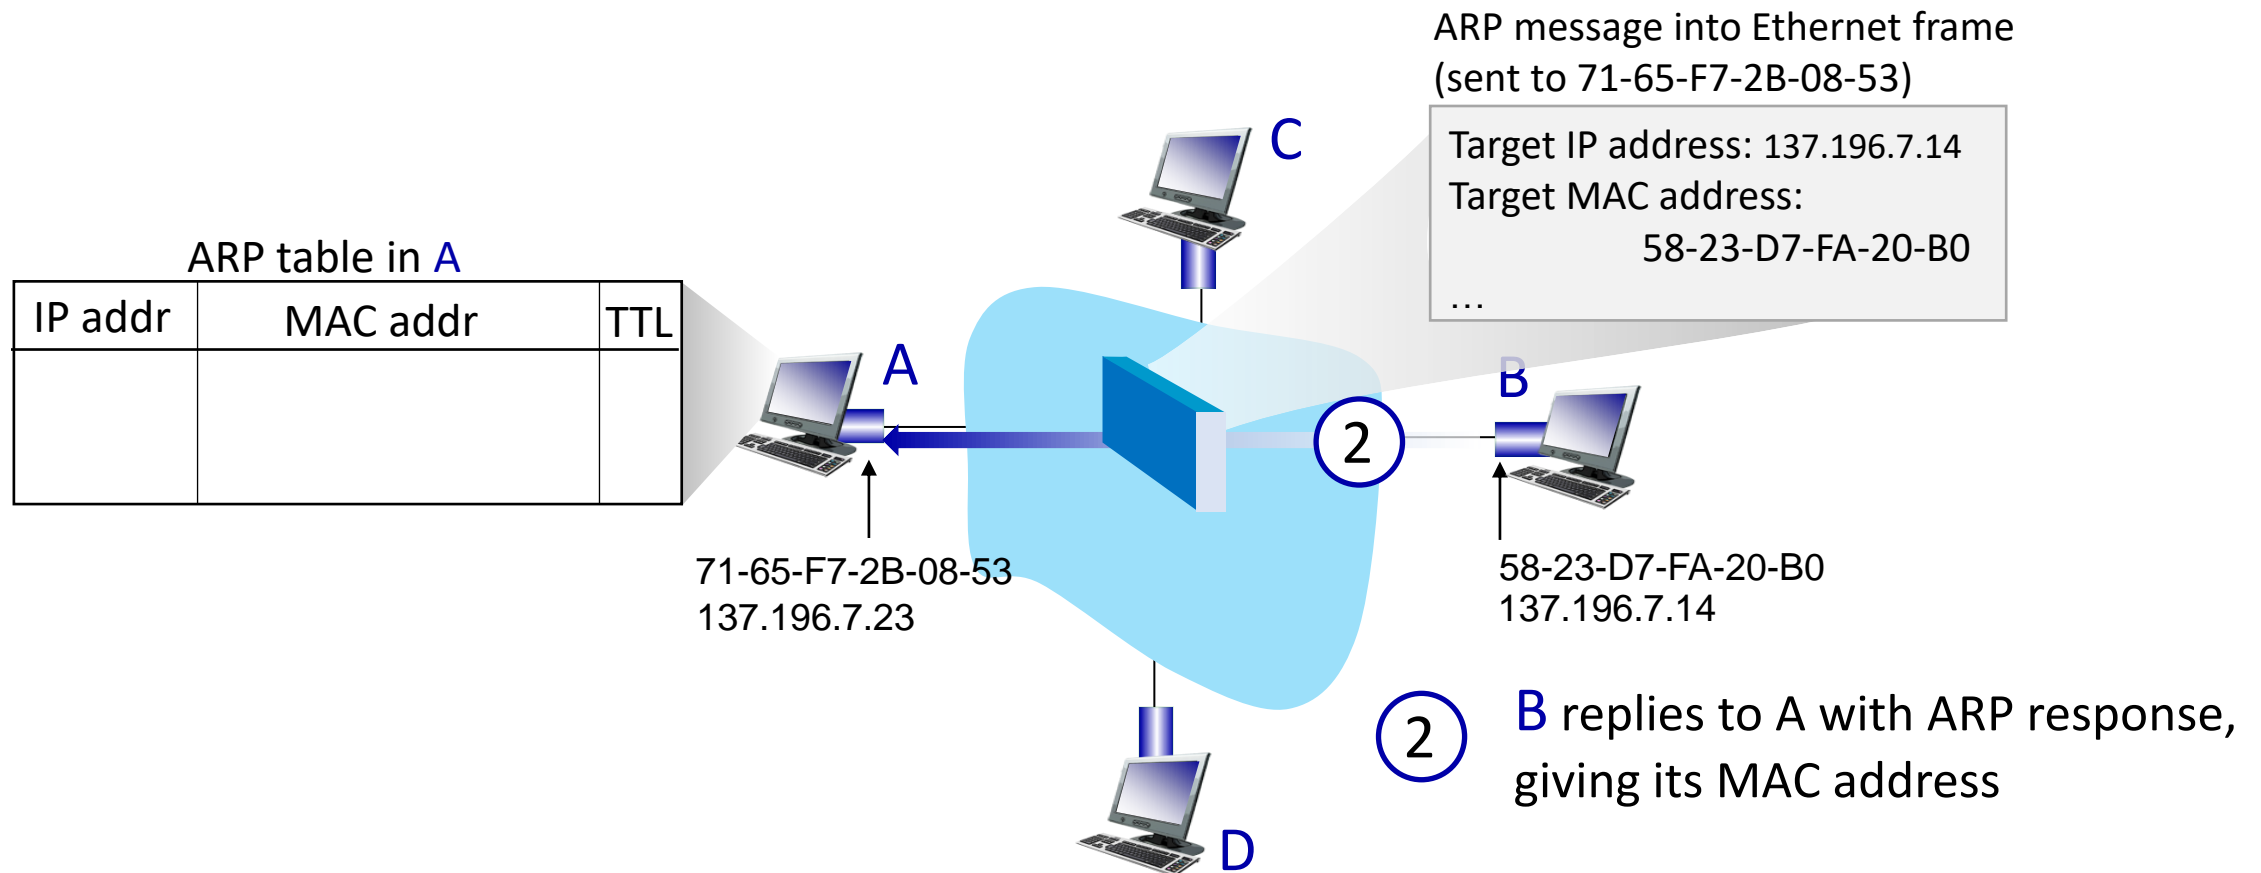 ARP message into Ethernet frame
(sent to 71-65-F7-2B-08-53)
Target IP address: 137.196.7.14
Target MAC address:
58-23-D7-FA-20-B0
…
C
ARP table in A
IP addr MAC addr TTL
A
B
2
71-65-F7-2B-08-53
137.196.7.23
58-23-D7-FA-20-B0
137.196.7.14
2
B replies to A with ARP response,
giving its MAC address
D